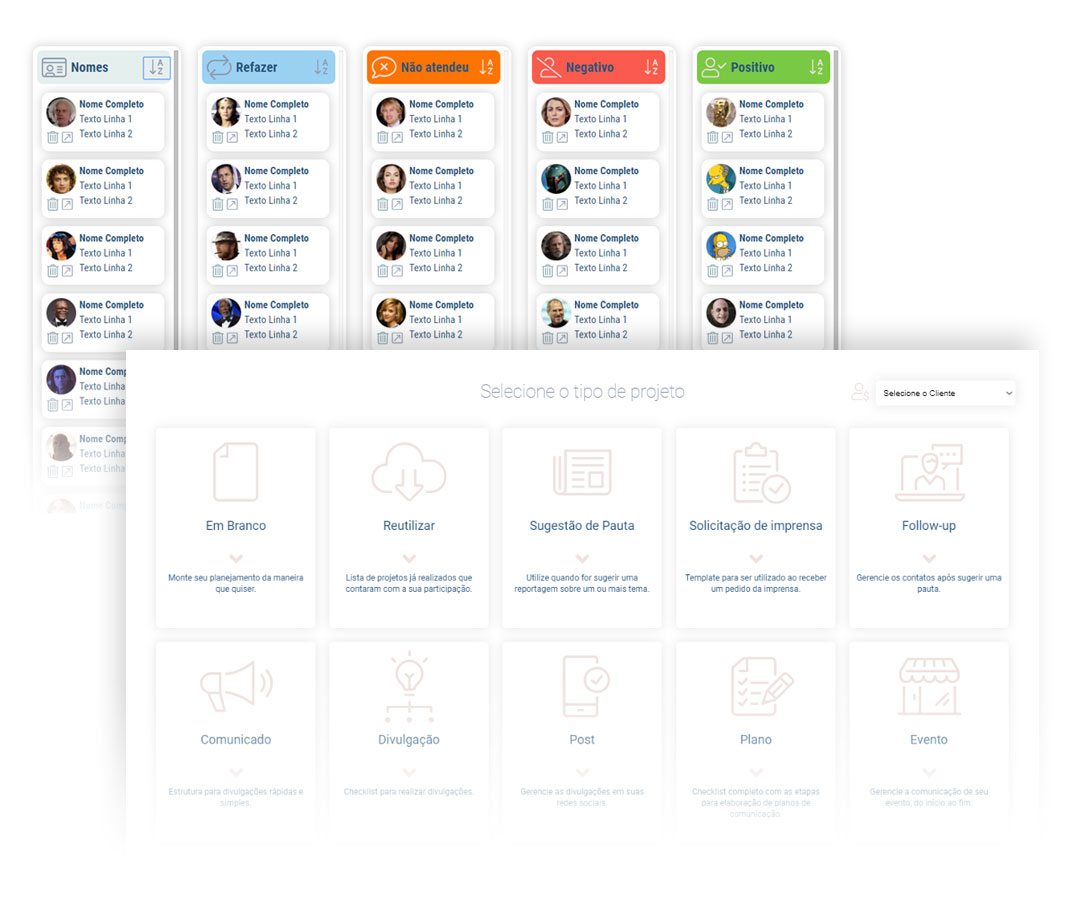 Nomes
Refazer
Não atendeu
Negativo
Positivo
A
Z
A
Z
A
Z
A
Z
A
Z
Nome Completo
Texto Linha 1
Texto Linha 2
Nome Completo
Texto Linha 1
Texto Linha 2
Nome Completo
Texto Linha 1
Texto Linha 2
Nome Completo
Texto Linha 1
Texto Linha 2
Nome Completo
Texto Linha 1
Texto Linha 2
Nome Completo
Texto Linha 1
Texto Linha 2
Nome Completo
Texto Linha 1
Texto Linha 2
Nome Completo
Texto Linha 1
Texto Linha 2
Nome Completo
Texto Linha 1
Texto Linha 2
Nome Completo
Texto Linha 1
Texto Linha 2
Nome Completo
Texto Linha 1
Texto Linha 2
Nome Completo
Texto Linha 1
Texto Linha 2
Nome Completo
Texto Linha 1
Texto Linha 2
Nome Completo
Texto Linha 1
Texto Linha 2
Nome Completo
Texto Linha 1
Texto Linha 2
Nome Completo
Texto Linha 1
Texto Linha 2
Nome Completo
Texto Linha 1
Texto Linha 2
Nome Completo
Texto Linha 1
Texto Linha 2
Nome Completo
Texto Linha 1
Texto Linha 2
Nome Completo
Texto Linha 1
Texto Linha 2
Nome Comp
Texto Linha
Texto Linha
Nome Comp
Texto Linha
Texto Linha
Nome Comp
Selecione o tipo de projeto
Selecione o Cliente
Em Branco
Monte seu planejamento da maneira
que quiser.
Reutilizar
Lista de projetos já realizados que
contaram com a sua participação.
Sugestão de Pauta
Utilize quando for sugerir uma
reportagem sobre um ou mais tema.
Solicitação de imprensa
Template para ser utilizado ao receber
um pedido da imprensa.
Follow-up
Gerencie os contatos após sugerir uma
pauta.
Comunicado
Estrutura para divulgações rápidas e
simples.
Divulgação
Checklist para realizar divulgações.
Post
Gerencie as divulgações em suas
redes sociais.
Plano
Checklist completo com as etapas
para elaboração de planos de
comunicação.
Evento
Gerencie a comunicação de seu
evento, do início ao fim.